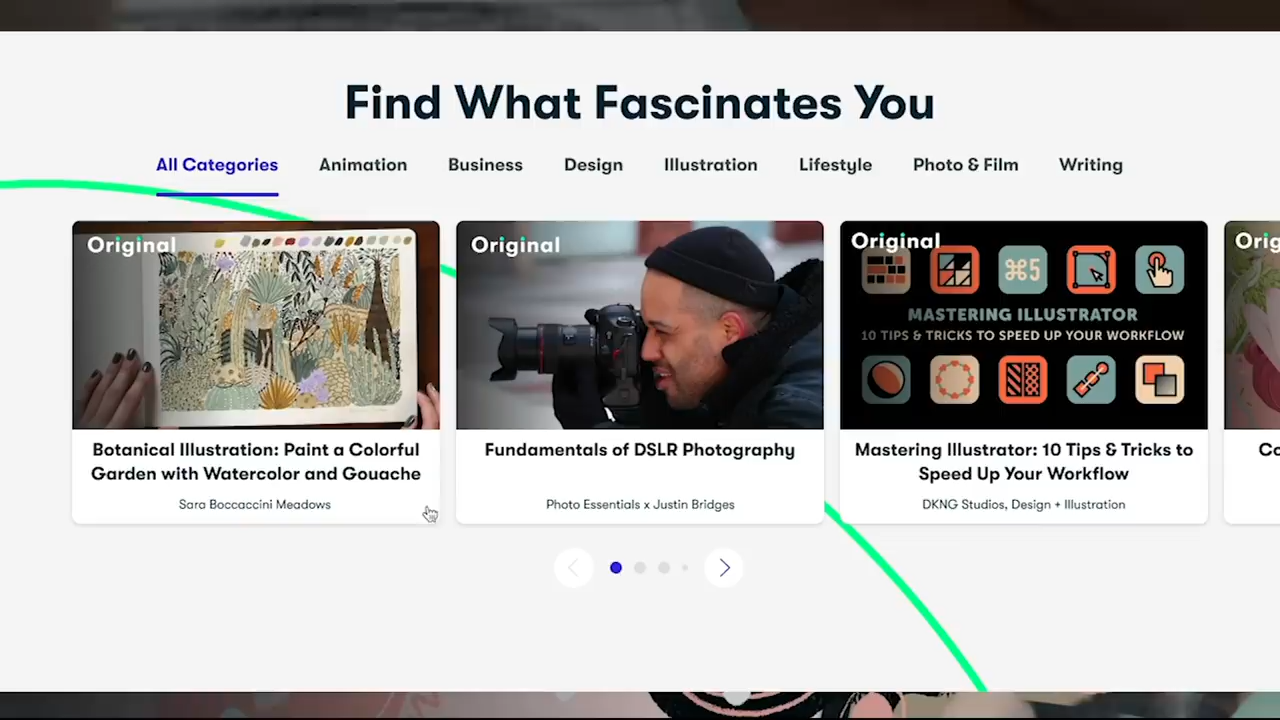 Find What Fascinates You
All Categories Animation Business Design Illustration Lifestyle Photo & Film Writing
Original
Botanical Illustration: Paint a Colorful
Garden with Watercolor and Gouache
Sara Boccaccini Meadows
Original
Fundamentals of DSLR Photography
Photo Essentials x Justin Bridges
Original
⌘5
MASTERING ILLUSTRATOR
10 TIPS & TRICKS TO SPEED UP YOUR WORKFLOW
Mastering Illustrator: 10 Tips & Tricks to
Speed Up Your Workflow
DKNG Studios, Design + Illustration